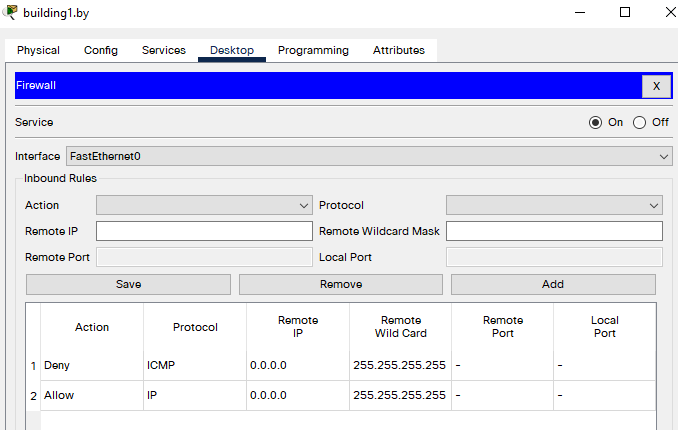 building1.by
Physical Config Services Desktop Programming Attributes
Firewall X
Service On Off
Interface FastEthernet0
Inbound Rules
Action Protocol
Remote IP Remote Wildcard Mask
Remote Port Local Port
Save Remove Add
Action Protocol Remote IP Remote Wild Card Remote Port Local Port
1 Deny ICMP 0.0.0.0 255.255.255.255 - -
2 Allow IP 0.0.0.0 255.255.255.255 - -